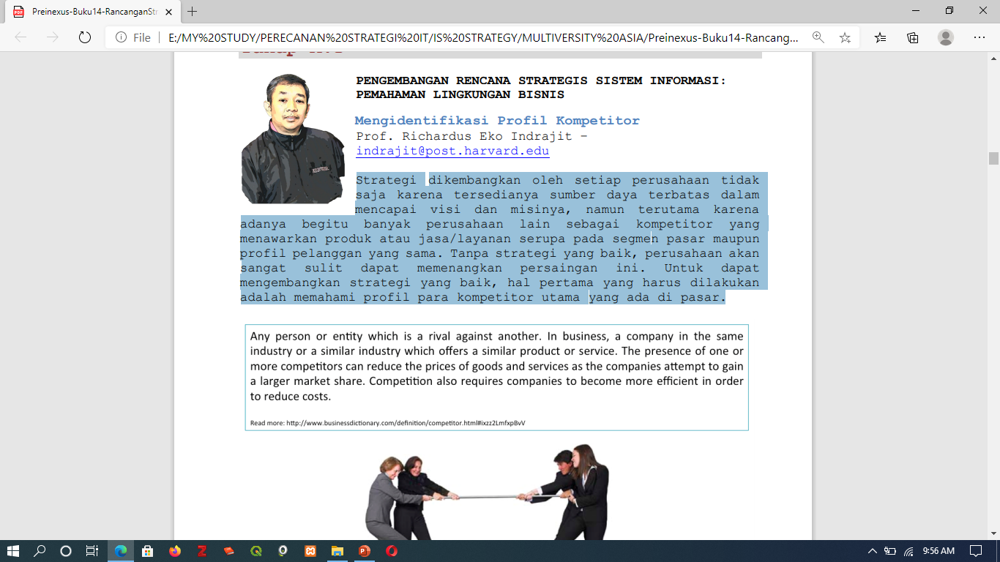 Preinexus-Buku14-RancanganStr
File
E:/MY%20STUDY/PERECANAN%20STRATEGI%20IT/IS%20STRATEGY/MULTIVERSITY%20ASIA/Preinexus-Buku14-Rancang...
PENGEMBANGAN RENCANA STRATEGIS SISTEM INFORMASI:
PEMAHAMAN LINGKUNGAN BISNIS
Mengidentifikasi Profil Kompetitor
Prof. Richardus Eko Indrajit –
indrajit@post.harvard.edu
Strategi dikembangkan oleh setiap perusahaan tidak
saja karena tersedianya sumber daya terbatas dalam
mencapai visi dan misinya, namun terutama karena
adanya begitu banyak perusahaan lain sebagai kompetitor yang
menawarkan produk atau jasa/layanan serupa pada segmen pasar maupun
profil pelanggan yang sama. Tanpa strategi yang baik, perusahaan akan
sangat sulit dapat memenangkan persaingan ini. Untuk dapat
mengembangkan strategi yang baik, hal pertama yang harus dilakukan
adalah memahami profil para kompetitor utama yang ada di pasar.
Any person or entity which is a rival against another. In business, a company in the same
industry or a similar industry which offers a similar product or service. The presence of one or
more competitors can reduce the prices of goods and services as the companies attempt to gain
a larger market share. Competition also requires companies to become more efficient in order
to reduce costs.
Read more: http://www.businessdictionary.com/definition/competitor.html#ixzz2LmfxpBvV
9:56 AM